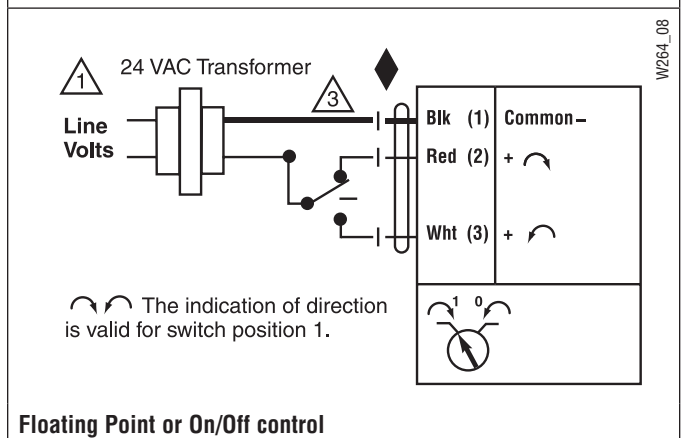 W264_08
1
24 VAC Transformer
3
Line
Volts
Blk (1) Common –
Red (2) +
Wht (3) +
The indication of direction
is valid for switch position 1.
1 0
Floating Point or On/Off control